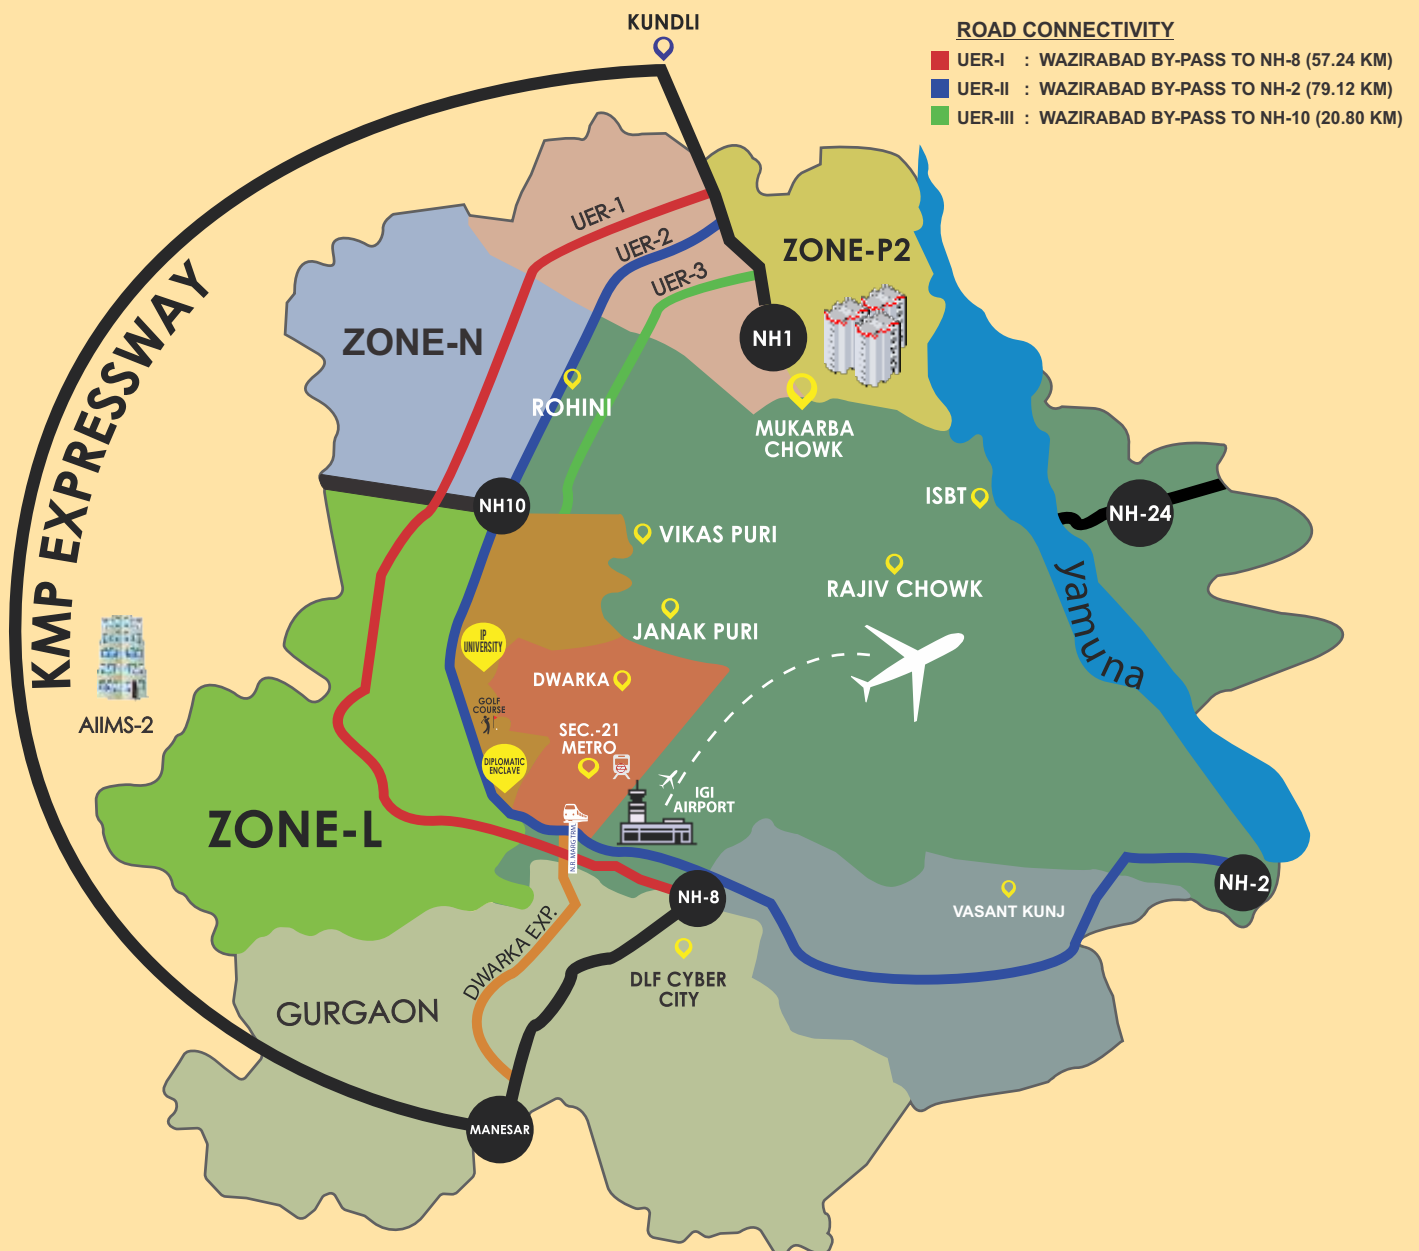 KUNDLI
ROAD CONNECTIVITY
UER-I : WAZIRABAD BY-PASS TO NH-8 (57.24 KM)
UER-II : WAZIRABAD BY-PASS TO NH-2 (79.12 KM)
UER-III : WAZIRABAD BY-PASS TO NH-10 (20.80 KM)
UER-1
UER-2
UER-3
ZONE-P2
KMP EXPRESSWAY
ZONE-N
NH1
ROHINI
MUKARBA
CHOWK
NH10
ISBT
NH-24
VIKAS PURI
RAJIV CHOWK
yamuna
JANAK PURI
IP
UNIVERSITY
DWARKA
GOLF
COURSE
AIIMS-2
SEC.-21
METRO
DIPLOMATIC
ENCLAVE
IGI
AIRPORT
ZONE-L
N.R. MARG TRML
NH-8
NH-2
VASANT KUNJ
DWARKA EXP.
DLF CYBER
CITY
GURGAON
MANESAR